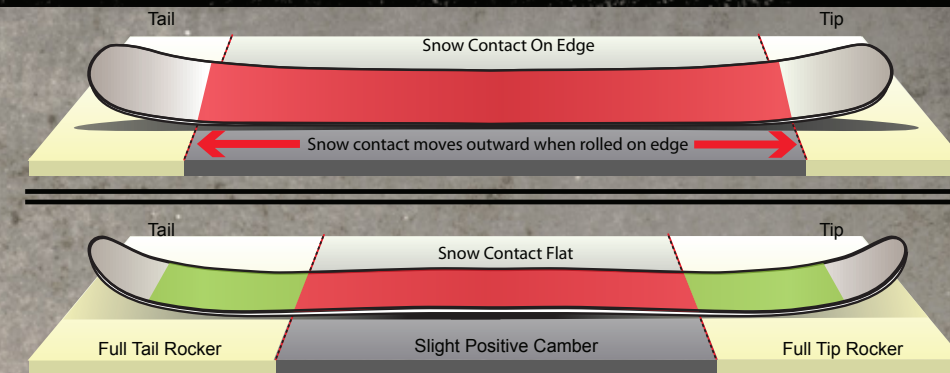 Tail
Tip
Snow Contact On Edge
Snow contact moves outward when rolled on edge
Tail
Tip
Snow Contact Flat
Full Tail Rocker
Slight Positive Camber
Full Tip Rocker